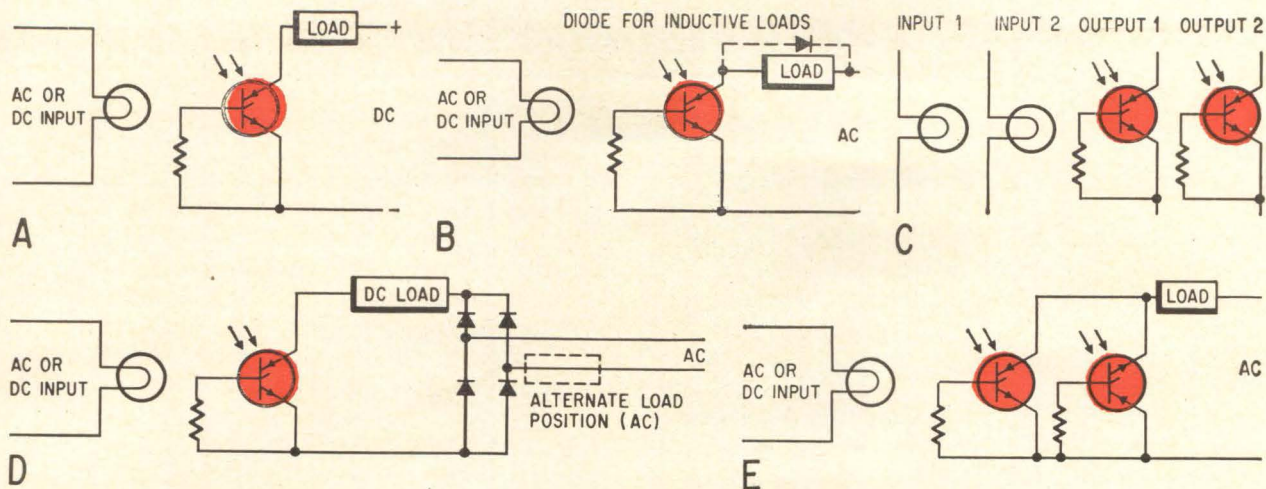 LOAD +
AC OR
DC INPUT
DC
-
A
DIODE FOR INDUCTIVE LOADS
LOAD
AC OR
DC INPUT
AC
B
INPUT 1 INPUT 2 OUTPUT 1 OUTPUT 2
C
DC LOAD
AC OR
DC INPUT
AC
ALTERNATE LOAD
POSITION (AC)
D
LOAD
AC OR
DC INPUT
AC
E